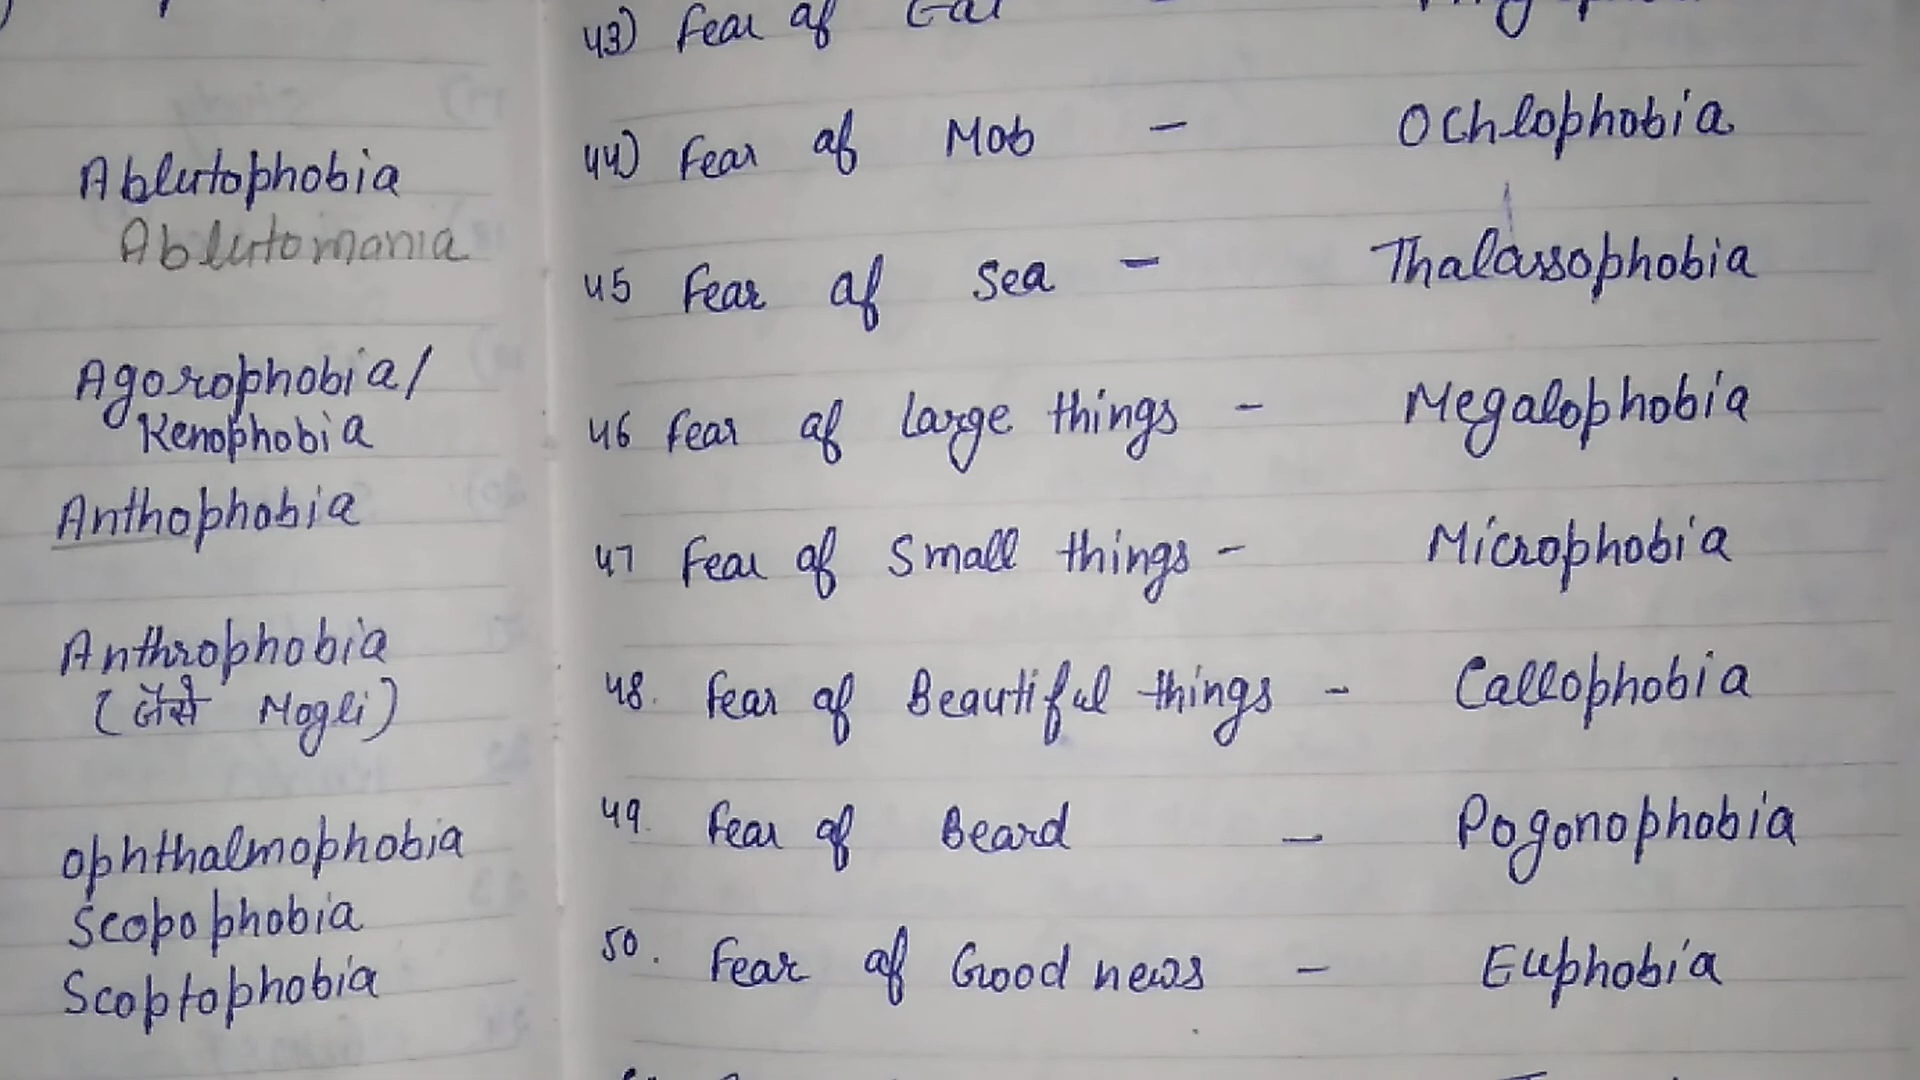 Ablutophobia
Ablutomania
Agorophobia/
Kenophobia
Anthophobia
Anthrophobia
(जैसे Mogli)
Ophthalmophobia
Scopophobia
Scoptophobia
43) Fear of
44) Fear of Mob - Ochlophobia
45 Fear of Sea - Thalassophobia
46 Fear of Large things - Megalophobia
47 Fear of Small things - Microphobia
48. Fear of Beautiful things - Callophobia
49. Fear of Beard - Pogonophobia
50. Fear of Good news - Euphobia